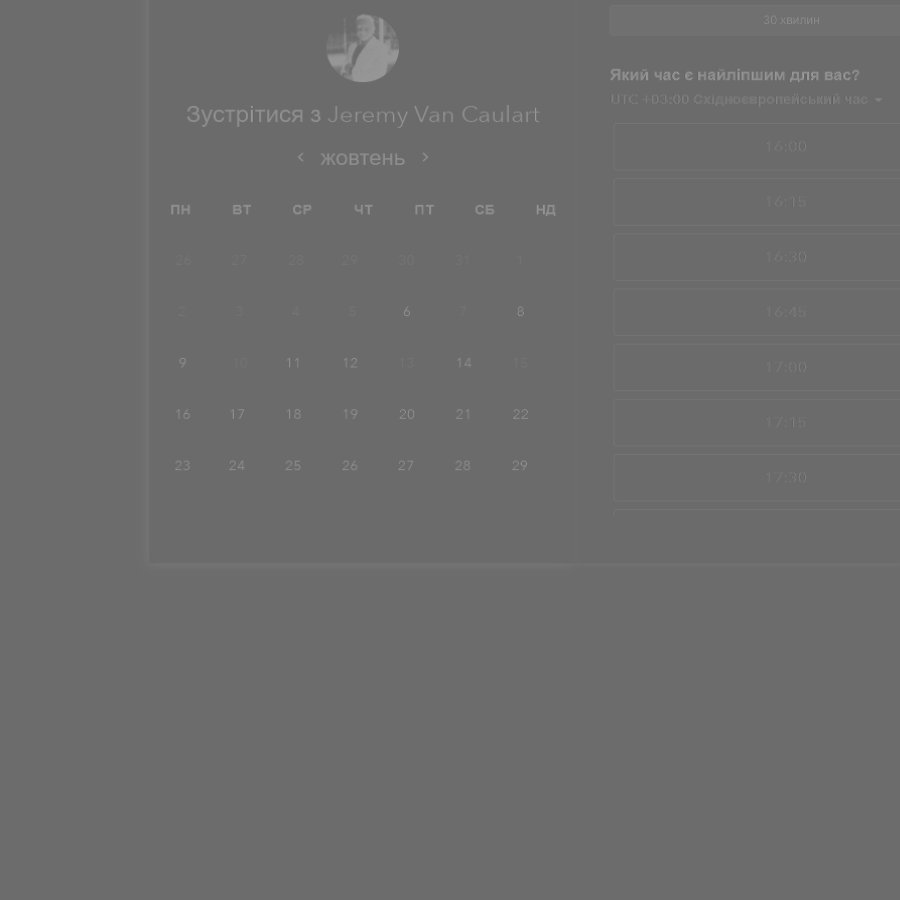 Зустрітися з Jeremy Van Caulart
жовтень
ПН ВТ СР ЧТ ПТ СБ НД
26 27 28 29 30 31 1
2 3 4 5 6 7 8
9 10 11 12 13 14 15
16 17 18 19 20 21 22
23 24 25 26 27 28 29
30 хвилин
Який час є найліпшим для вас?
UTC +03:00 Східноєвропейський час
16:00
16:15
16:30
16:45
17:00
17:15
17:30